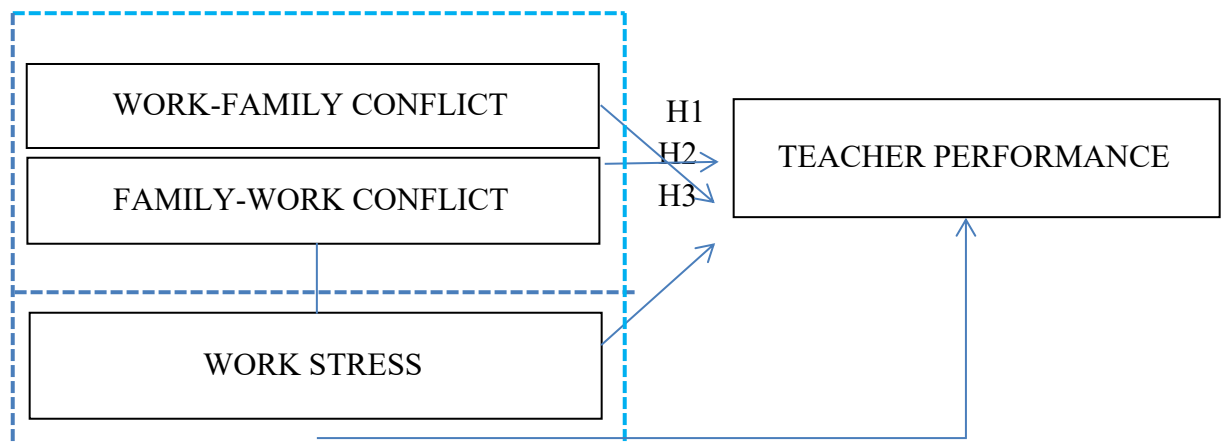 WORK-FAMILY CONFLICT
FAMILY-WORK CONFLICT
WORK STRESS
H1
H2
H3
TEACHER PERFORMANCE